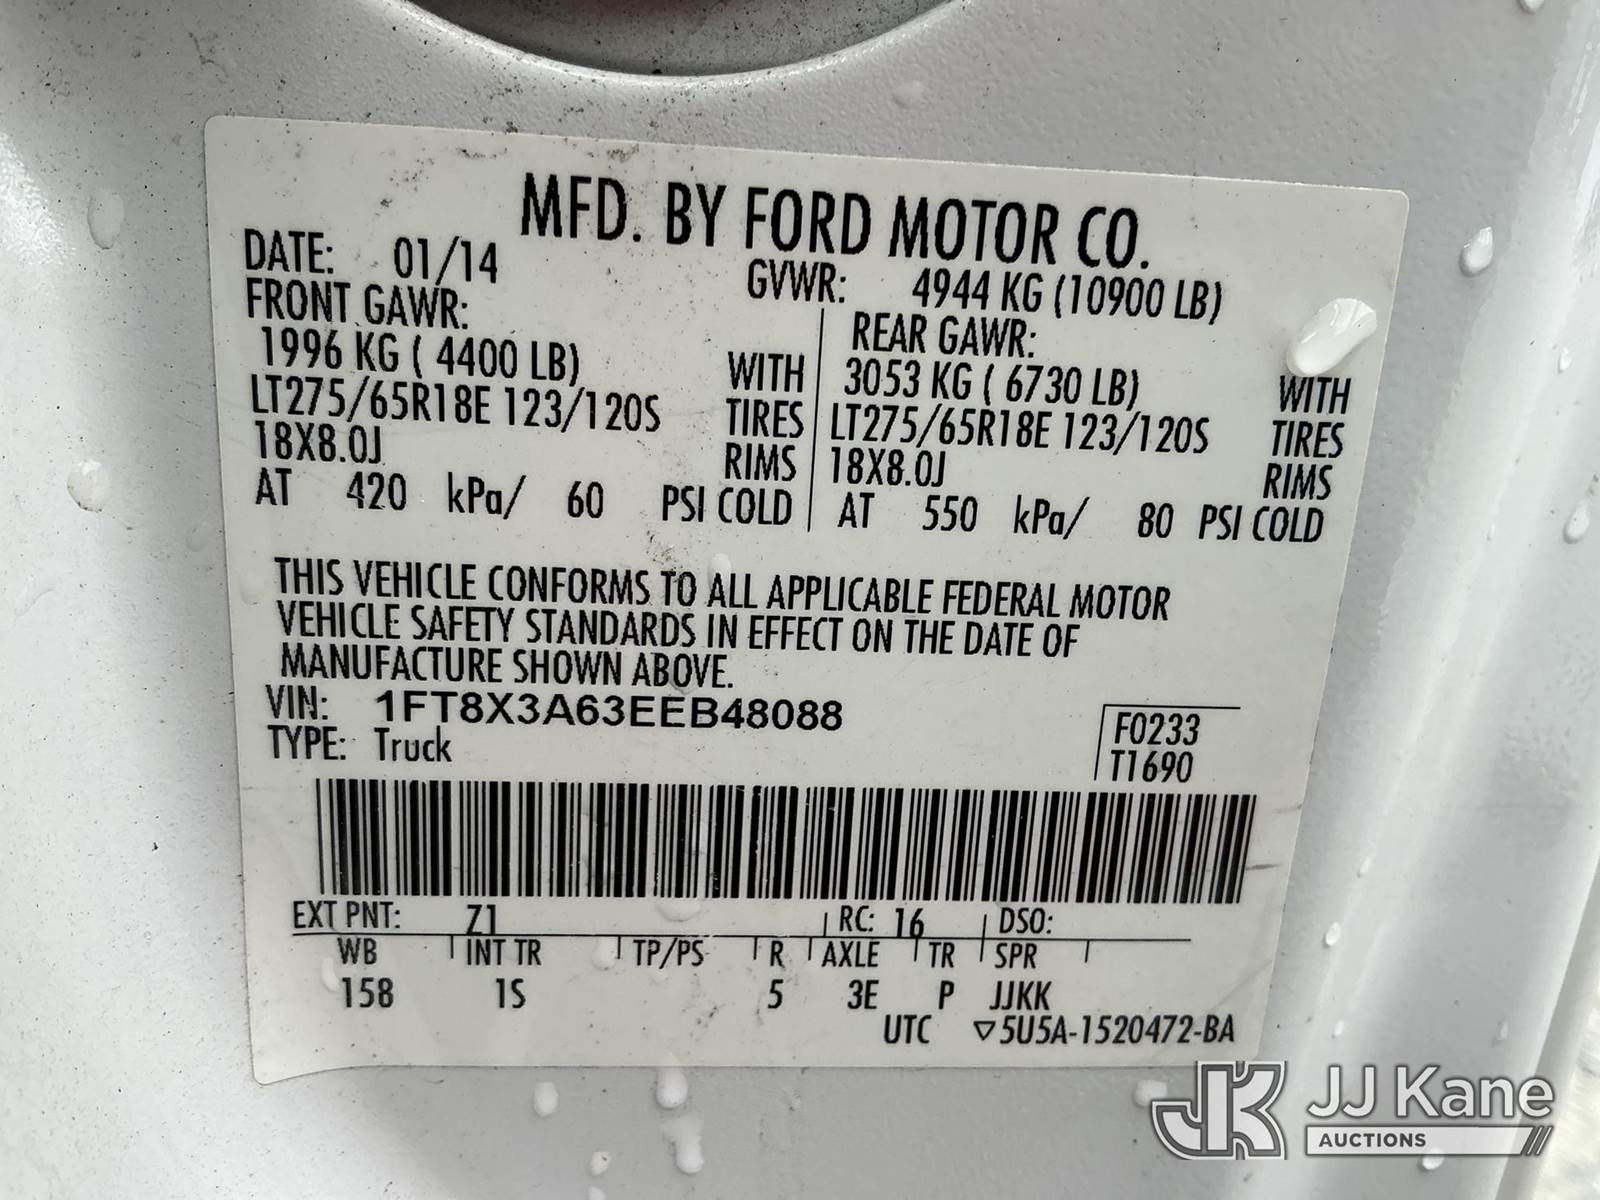 MFD. BY FORD MOTOR CO.
DATE: 01/14 GVWR: 4944 KG (10900 LB)
FRONT GAWR: REAR GAWR:
1996 KG ( 4400 LB) WITH 3053 KG ( 6730 LB) WITH
LT275/65R18E 123/120S TIRES LT275/65R18E 123/120S TIRES
18X8.0J RIMS 18X8.0J RIMS
AT 420 kPa/ 60 PSI COLD AT 550 kPa/ 80 PSI COLD
THIS VEHICLE CONFORMS TO ALL APPLICABLE FEDERAL MOTOR
VEHICLE SAFETY STANDARDS IN EFFECT ON THE DATE OF
MANUFACTURE SHOWN ABOVE.
VIN: 1FT8X3A63EEB48088 F0233
TYPE: Truck T1690
EXT PNT: Z1 RC: 16 DSO:
WB INT TR TP/PS R AXLE TR SPR
158 1S 5 3E P JJKK
UTC ▽5U5A-1520472-BA
JK JJ Kane
AUCTIONS